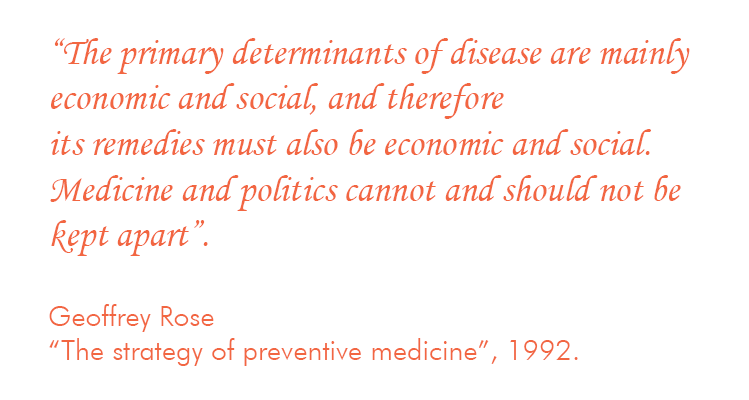 “The primary determinants of disease are mainly
economic and social, and therefore
its remedies must also be economic and social.
Medicine and politics cannot and should not be
kept apart”.
Geoffrey Rose
“The strategy of preventive medicine”, 1992.